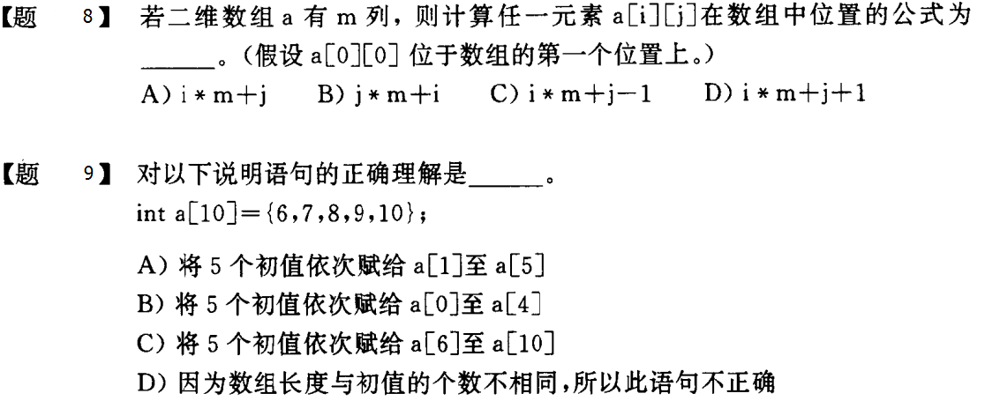 【题 8】 若二维数组 a 有 m 列，则计算任一元素 a[i][j]在数组中位置的公式为
______。（假设 a[0][0] 位于数组的第一个位置上。）
A）i * m+j B）j * m+i C）i * m+j-1 D）i * m+j+1
【题 9】 对以下说明语句的正确理解是______。
int a[10]={6,7,8,9,10};
A）将 5 个初值依次赋给 a[1]至 a[5]
B）将 5 个初值依次赋给 a[0]至 a[4]
C）将 5 个初值依次赋给 a[6]至 a[10]
D）因为数组长度与初值的个数不相同,所以此语句不正确